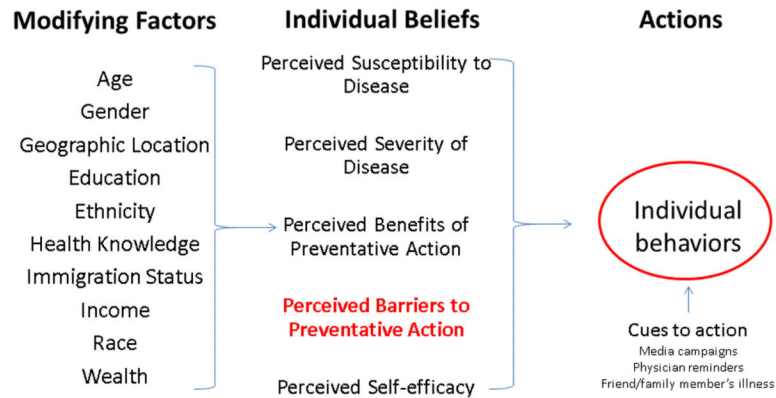 Modifying Factors
Age
Gender
Geographic Location
Education
Ethnicity
Health Knowledge
Immigration Status
Income
Race
Wealth
Individual Beliefs
Perceived Susceptibility to
Disease
Perceived Severity of
Disease
Perceived Benefits of
Preventative Action
Perceived Barriers to
Preventative Action
Perceived Self-efficacy
Actions
Individual
behaviors
Cues to action
Media campaigns
Physician reminders
Friend/family member's illness